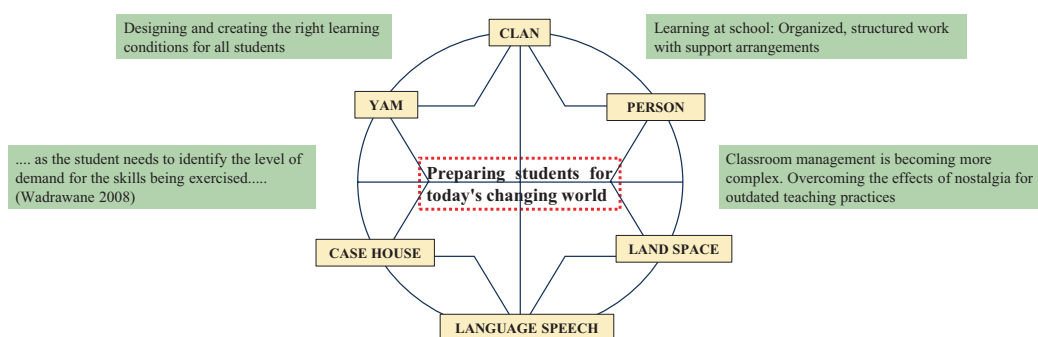 Designing and creating the right learning
conditions for all students
CLAN
Learning at school: Organized, structured work
with support arrangements
YAM
PERSON
.... as the student needs to identify the level of
demand for the skills being exercised.....
(Wadrawane 2008)
Preparing students for
today's changing world
Classroom management is becoming more
complex. Overcoming the effects of nostalgia for
outdated teaching practices
CASE HOUSE
LAND SPACE
LANGUAGE SPEECH